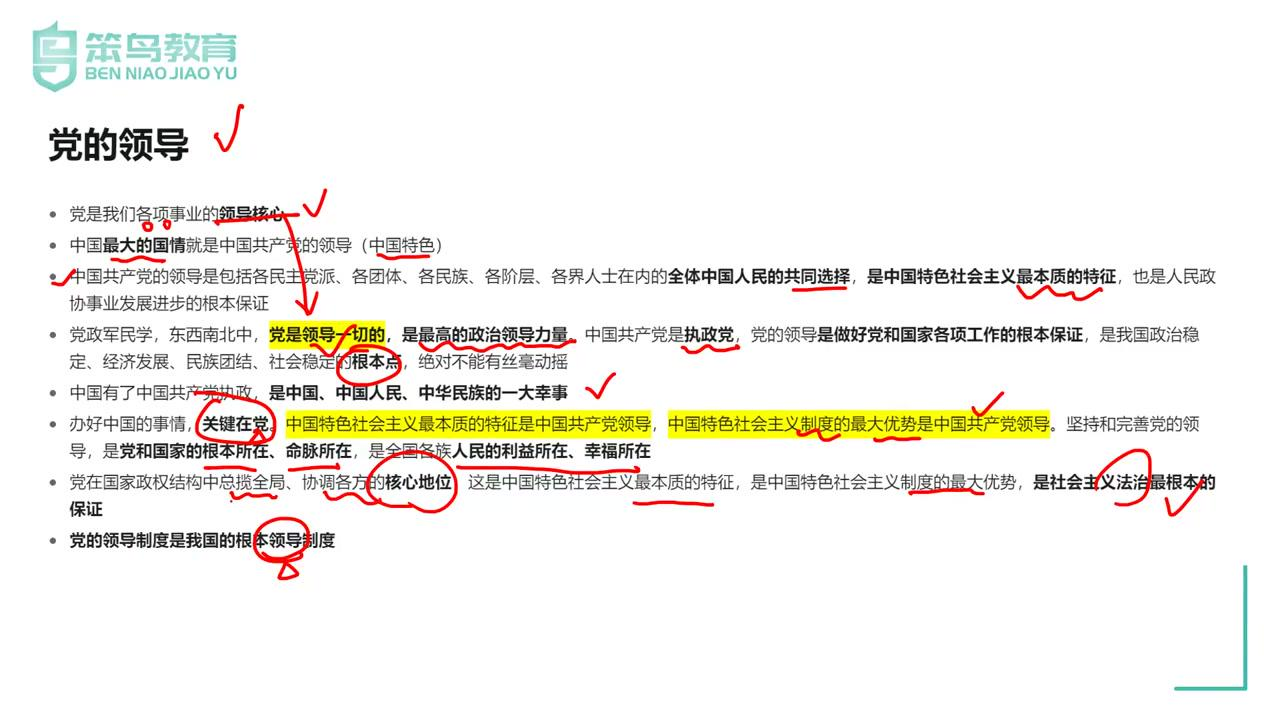 笨鸟教育
BEN NIAO JIAO YU
党的领导
• 党是我们各项事业的领导核心
• 中国最大的国情就是中国共产党的领导（中国特色）
• 中国共产党的领导是包括各民主党派、各团体、各民族、各阶层、各界人士在内的全体中国人民的共同选择，是中国特色社会主义最本质的特征，也是人民政
协事业发展进步的根本保证
• 党政军民学，东西南北中，党是领导一切的，是最高的政治领导力量。中国共产党是执政党，党的领导是做好党和国家各项工作的根本保证，是我国政治稳
定、经济发展、民族团结、社会稳定的根本点，绝对不能有丝毫动摇
• 中国有了中国共产党执政，是中国、中国人民、中华民族的一大幸事
• 办好中国的事情，关键在党。中国特色社会主义最本质的特征是中国共产党领导，中国特色社会主义制度的最大优势是中国共产党领导。坚持和完善党的领
导，是党和国家的根本所在、命脉所在，是全国各族人民的利益所在、幸福所在
• 党在国家政权结构中总揽全局、协调各方的核心地位 这是中国特色社会主义最本质的特征，是中国特色社会主义制度的最大优势，是社会主义法治最根本的
保证
• 党的领导制度是我国的根本领导制度